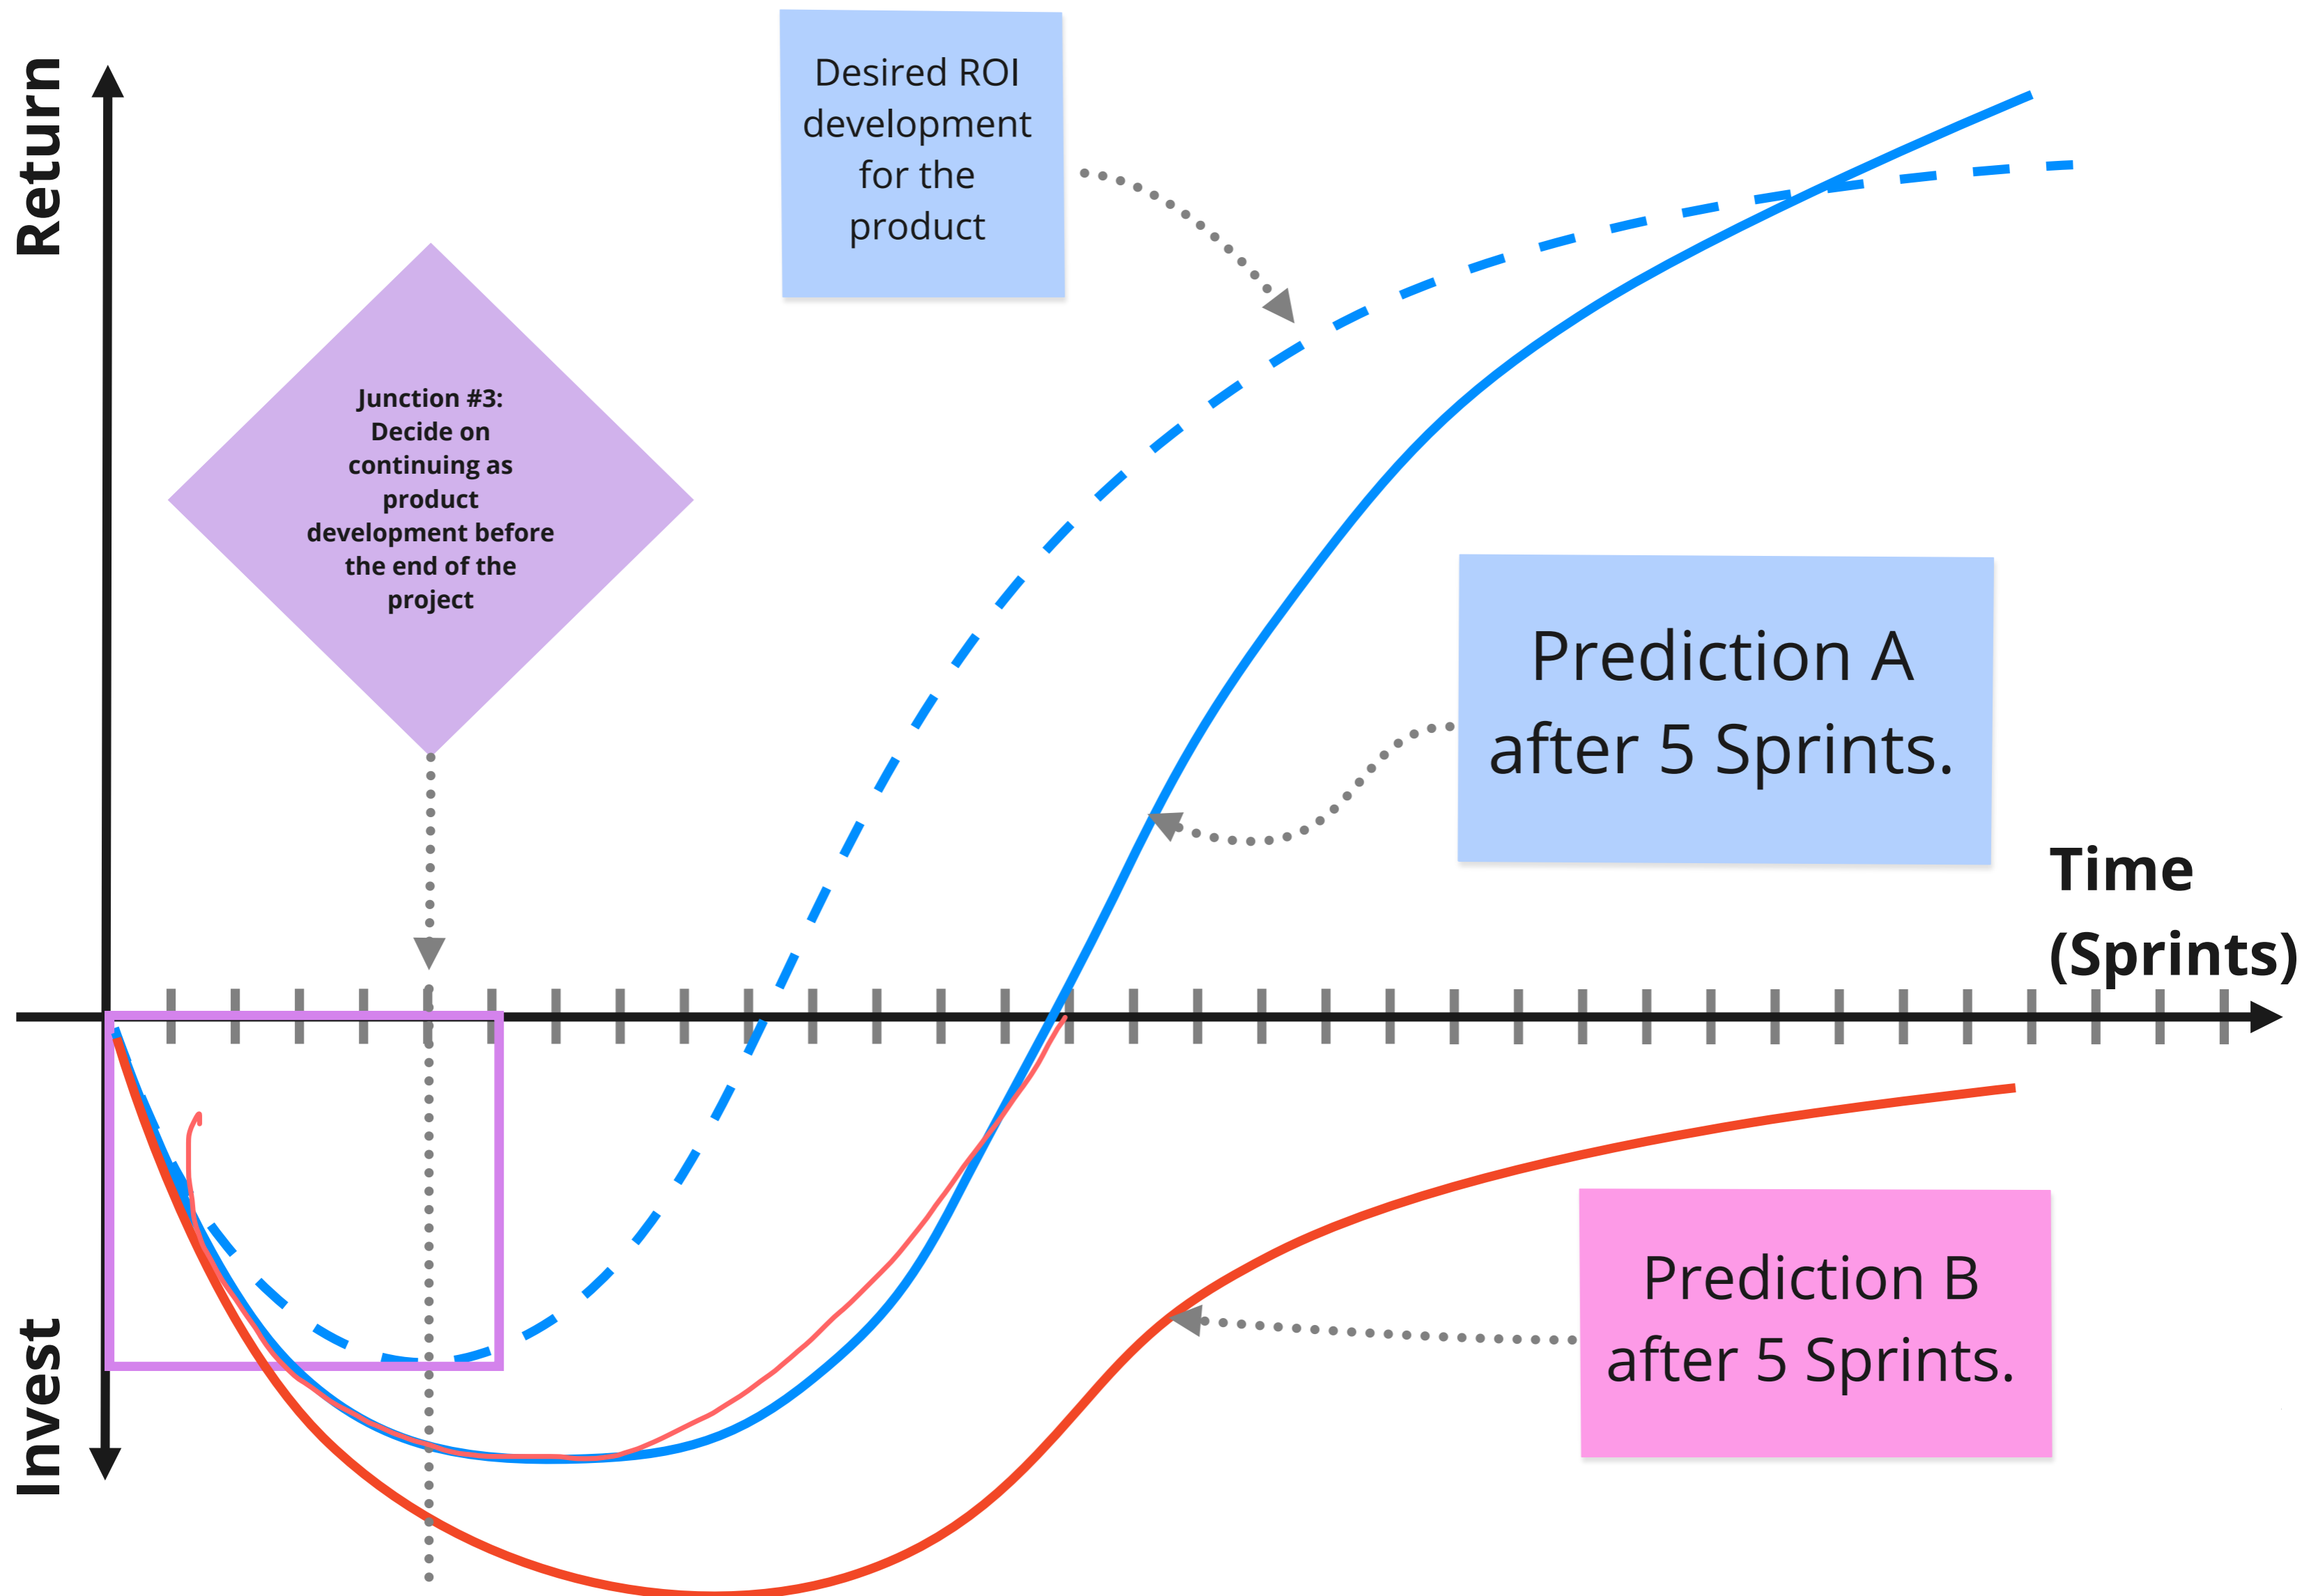 Return
Desired ROI
development
for the
product
Junction #3:
Decide on
continuing as
product
development before
the end of the
project
Prediction A
after 5 Sprints.
Time
(Sprints)
Invest
Prediction B
after 5 Sprints.